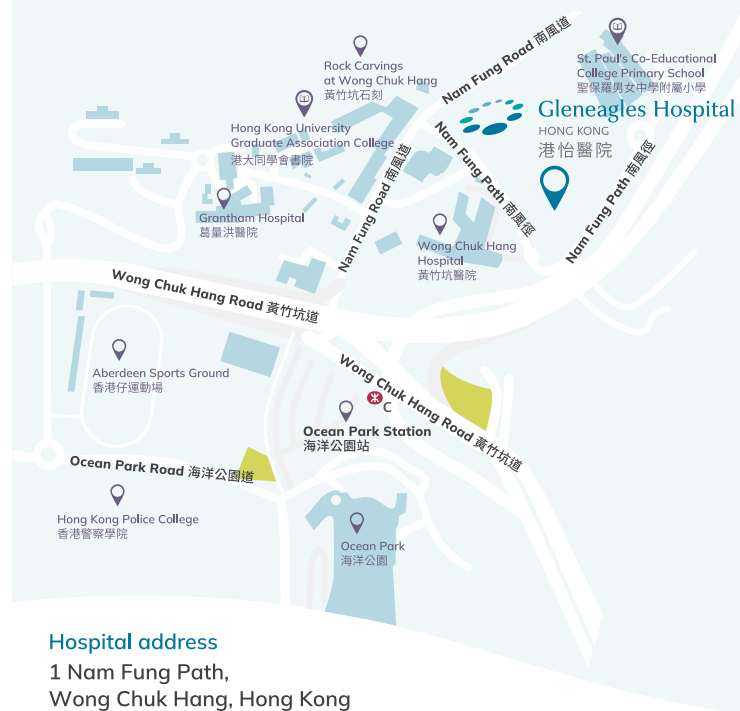 Nam Fung Road 南風道
Rock Carvings
at Wong Chuk Hang
黃竹坑石刻
St. Paul's Co-Educational
College Primary School
聖保羅男女中學附屬小學
Gleneagles Hospital
HONG KONG
港怡醫院
Hong Kong University
Graduate Association College
港大同學會書院
Nam Fung Path 南風徑
Nam Fung Road 南風道
Nam Fung Path 南風徑
Grantham Hospital
葛量洪醫院
Wong Chuk Hang
Hospital
黃竹坑醫院
Wong Chuk Hang Road 黃竹坑道
Aberdeen Sports Ground
香港仔運動場
Wong Chuk Hang Road 黃竹坑道
C
Ocean Park Station
海洋公園站
Ocean Park Road 海洋公園道
Hong Kong Police College
香港警察學院
Ocean Park
海洋公園
Hospital address
1 Nam Fung Path,
Wong Chuk Hang, Hong Kong